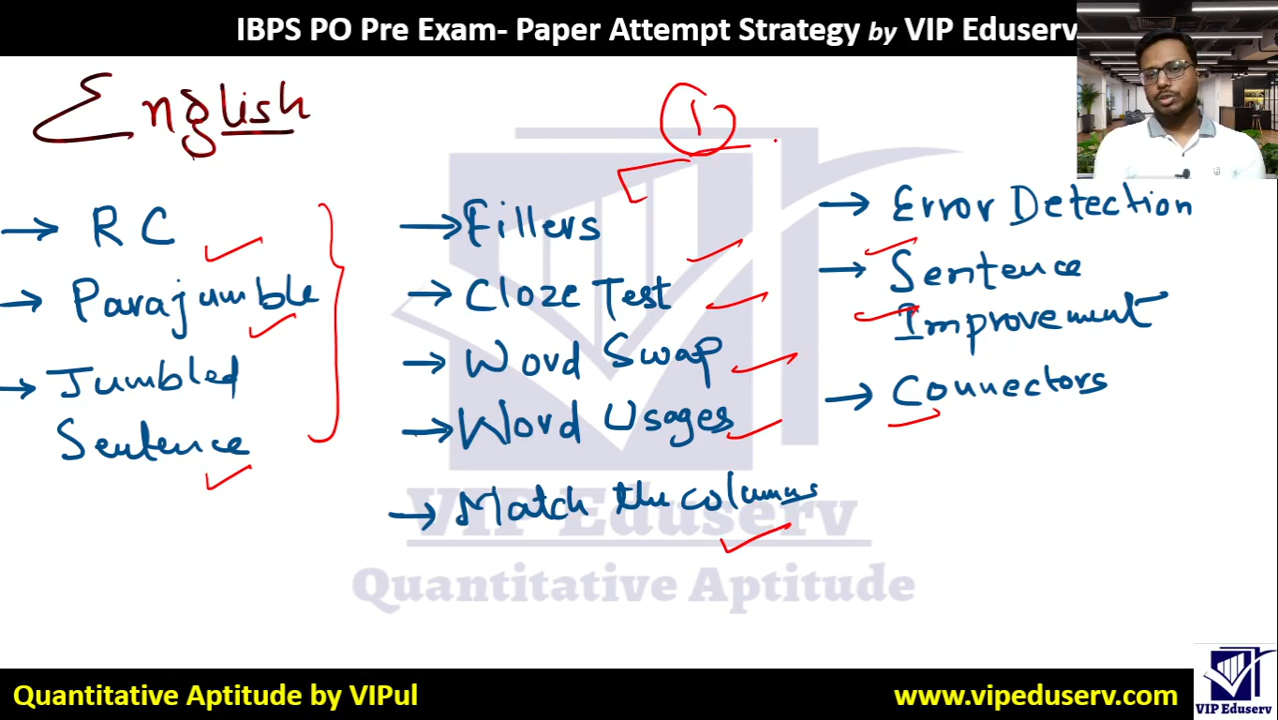 IBPS PO Pre Exam- Paper Attempt Strategy by VIP Eduserv
English
1
→ RC
→ Parajumble
→ Jumbled
Sentence
→ Fillers
→ Cloze Test
→ Word Swap
→ Word Usages
→ Match the columns
→ Error Detection
→ Sentence
Improvement
→ Connectors
VIP Eduserv
Quantitative Aptitude
Quantitative Aptitude by VIPul
www.vipeduserv.com
VIP Eduserv